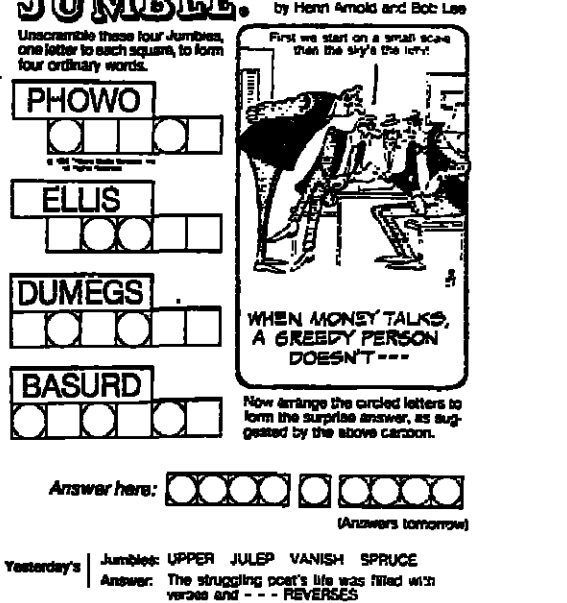 JUMBLE.
by Henri Arnold and Bob Lee
Unscramble these four Jumbles,
one letter to each square, to form
four ordinary words.
PHOWO
ELLIS
DUMEGS
BASURD
First we start on a small scale
then the sky's the limit!
WHEN MONEY TALKS,
A GREEDY PERSON
DOESN'T---
Now arrange the circled letters to
form the surprise answer, as sug-
gested by the above cartoon.
Answer here:
(Answers tomorrow)
Yesterday's
Jumbles: UPPER JULEP VANISH SPRUCE
Answer: The struggling poet's life was filled with
verses and - - - REVERSES